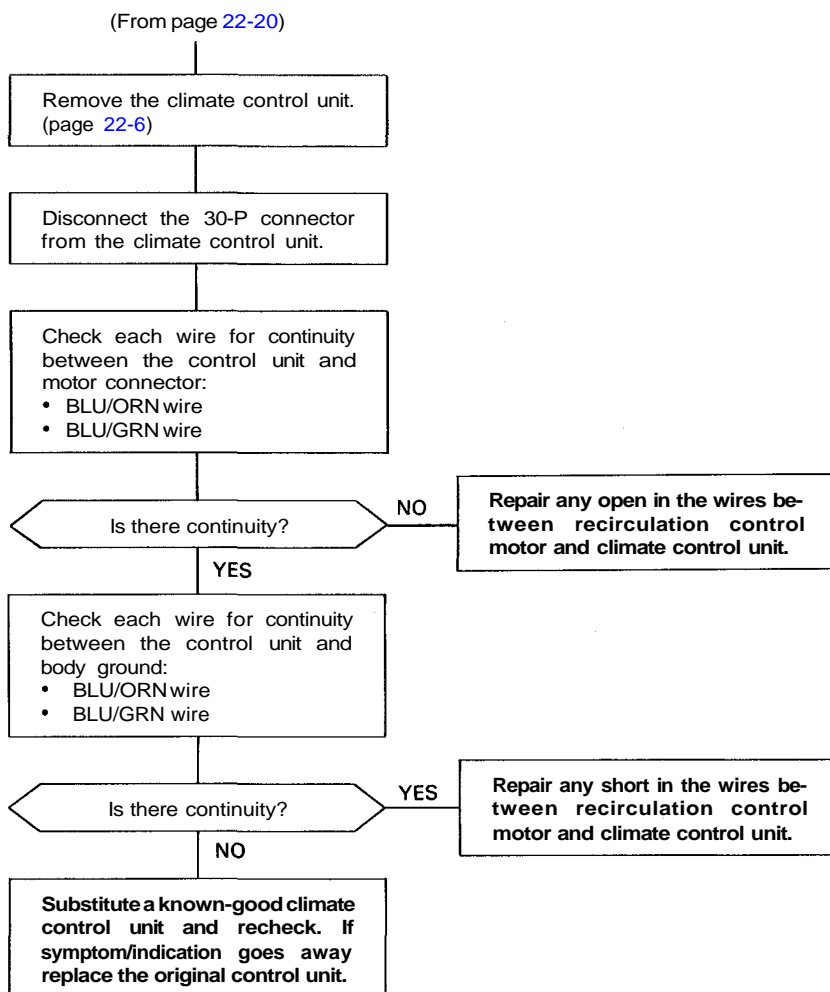 (From page 22-20)
Remove the climate control unit.
(page 22-6)
Disconnect the 30-P connector
from the climate control unit.
Check each wire for continuity
between the control unit and
motor connector:
• BLU/ORN wire
• BLU/GRN wire
Is there continuity?
NO
Repair any open in the wires be-
tween recirculation control
motor and climate control unit.
YES
Check each wire for continuity
between the control unit and
body ground:
• BLU/ORN wire
• BLU/GRN wire
Is there continuity?
YES
Repair any short in the wires be-
tween recirculation control
motor and climate control unit.
NO
Substitute a known-good climate
control unit and recheck. If
symptom/indication goes away
replace the original control unit.